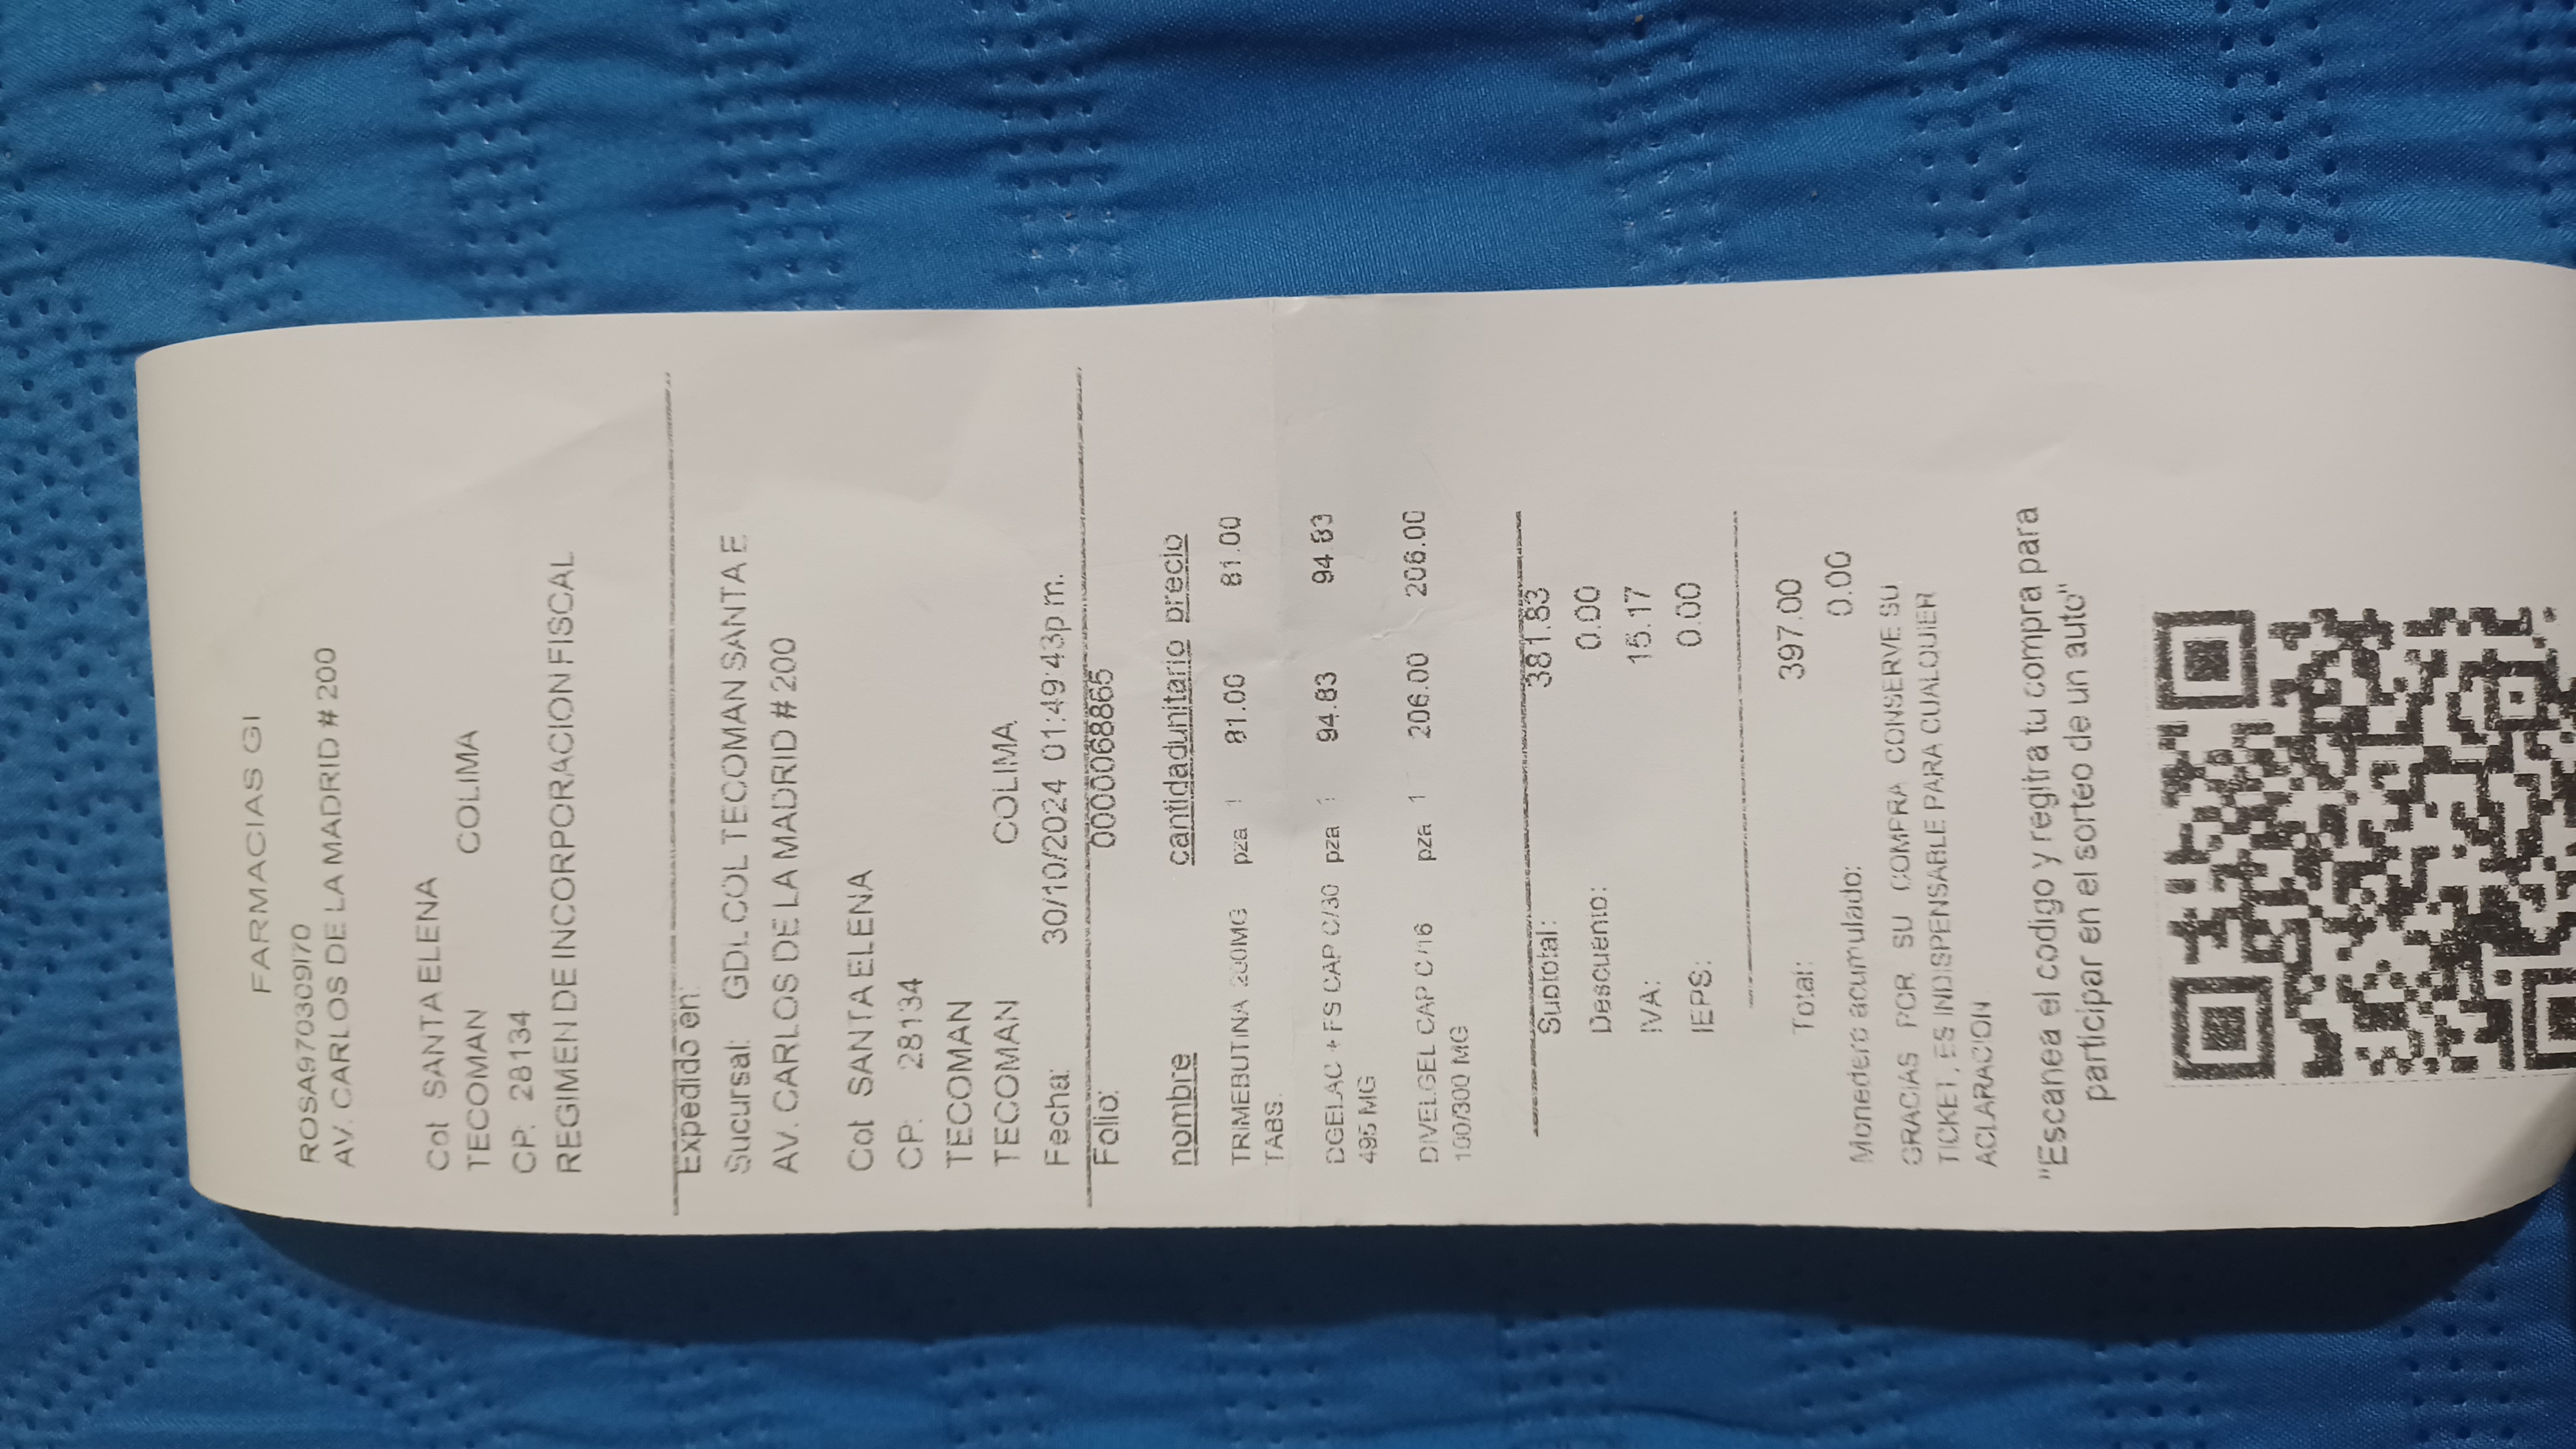 FARMACIAS GI
ROSA970309I70
AV. CARLOS DE LA MADRID # 200
Col SANTA ELENA
TECOMAN COLIMA
CP. 28134
REGIMEN DE INCORPORACION FISCAL
Expedido en:
Sucursal: GDL COL TECOMAN SANTA E
AV. CARLOS DE LA MADRID # 200
Col SANTA ELENA
CP: 28134
TECOMAN
TECOMAN COLIMA
Fecha: 30/10/2024 01:49:43p m.
Folio: 0000068865
nombre cantidad unitario precio
TRIMEBUTINA 200MG pza 1 81.00 81.00
TABS.
DGELAC + FS CAP C/30 pza 1 94.83 94.83
495 MG
DIVELGEL CAP C/16 pza 1 206.00 206.00
100/300 MG
Subtotal: 381.83
Descuento: 0.00
IVA: 15.17
IEPS: 0.00
Total: 397.00
Monedero acumulado: 0.00
GRACIAS POR SU COMPRA CONSERVE SU
TICKET, ES INDISPENSABLE PARA CUALQUIER
ACLARACION
"Escanea el codigo y regitra tu compra para
participar en el sorteo de un auto"